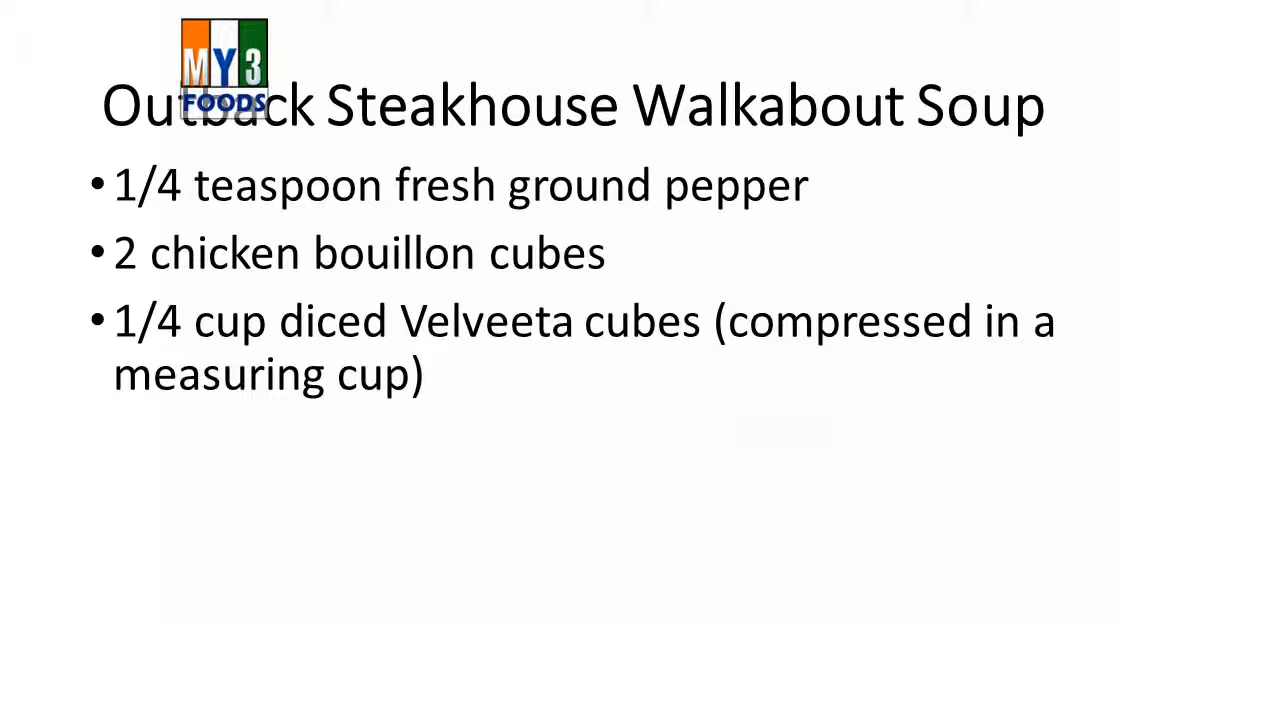 MY3
FOODS
Outback Steakhouse Walkabout Soup
•1/4 teaspoon fresh ground pepper
•2 chicken bouillon cubes
•1/4 cup diced Velveeta cubes (compressed in a
measuring cup)